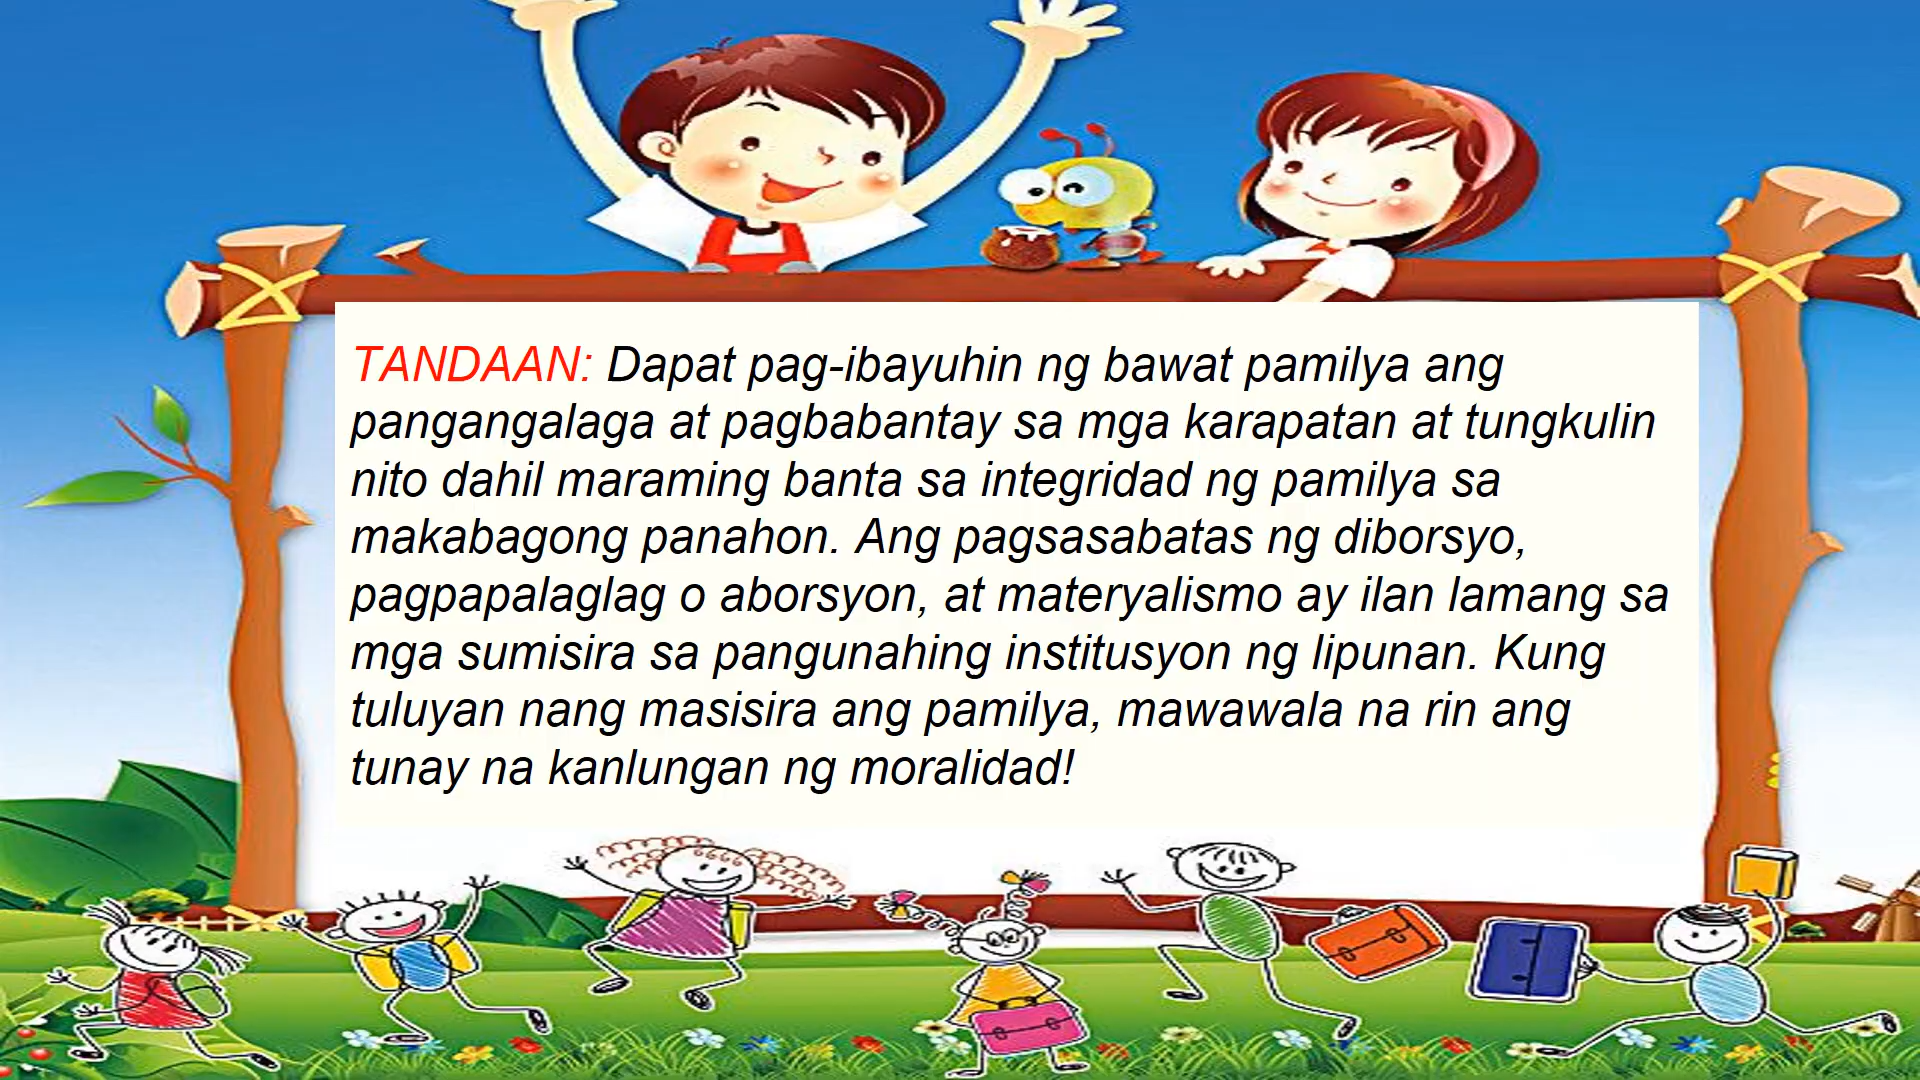 TANDAAN: Dapat pag-ibayuhin ng bawat pamilya ang
pangangalaga at pagbabantay sa mga karapatan at tungkulin
nito dahil maraming banta sa integridad ng pamilya sa
makabagong panahon. Ang pagsasabatas ng diborsyo,
pagpapalaglag o aborsyon, at materyalismo ay ilan lamang sa
mga sumisira sa pangunahing institusyon ng lipunan. Kung
tuluyan nang masisira ang pamilya, mawawala na rin ang
tunay na kanlungan ng moralidad!